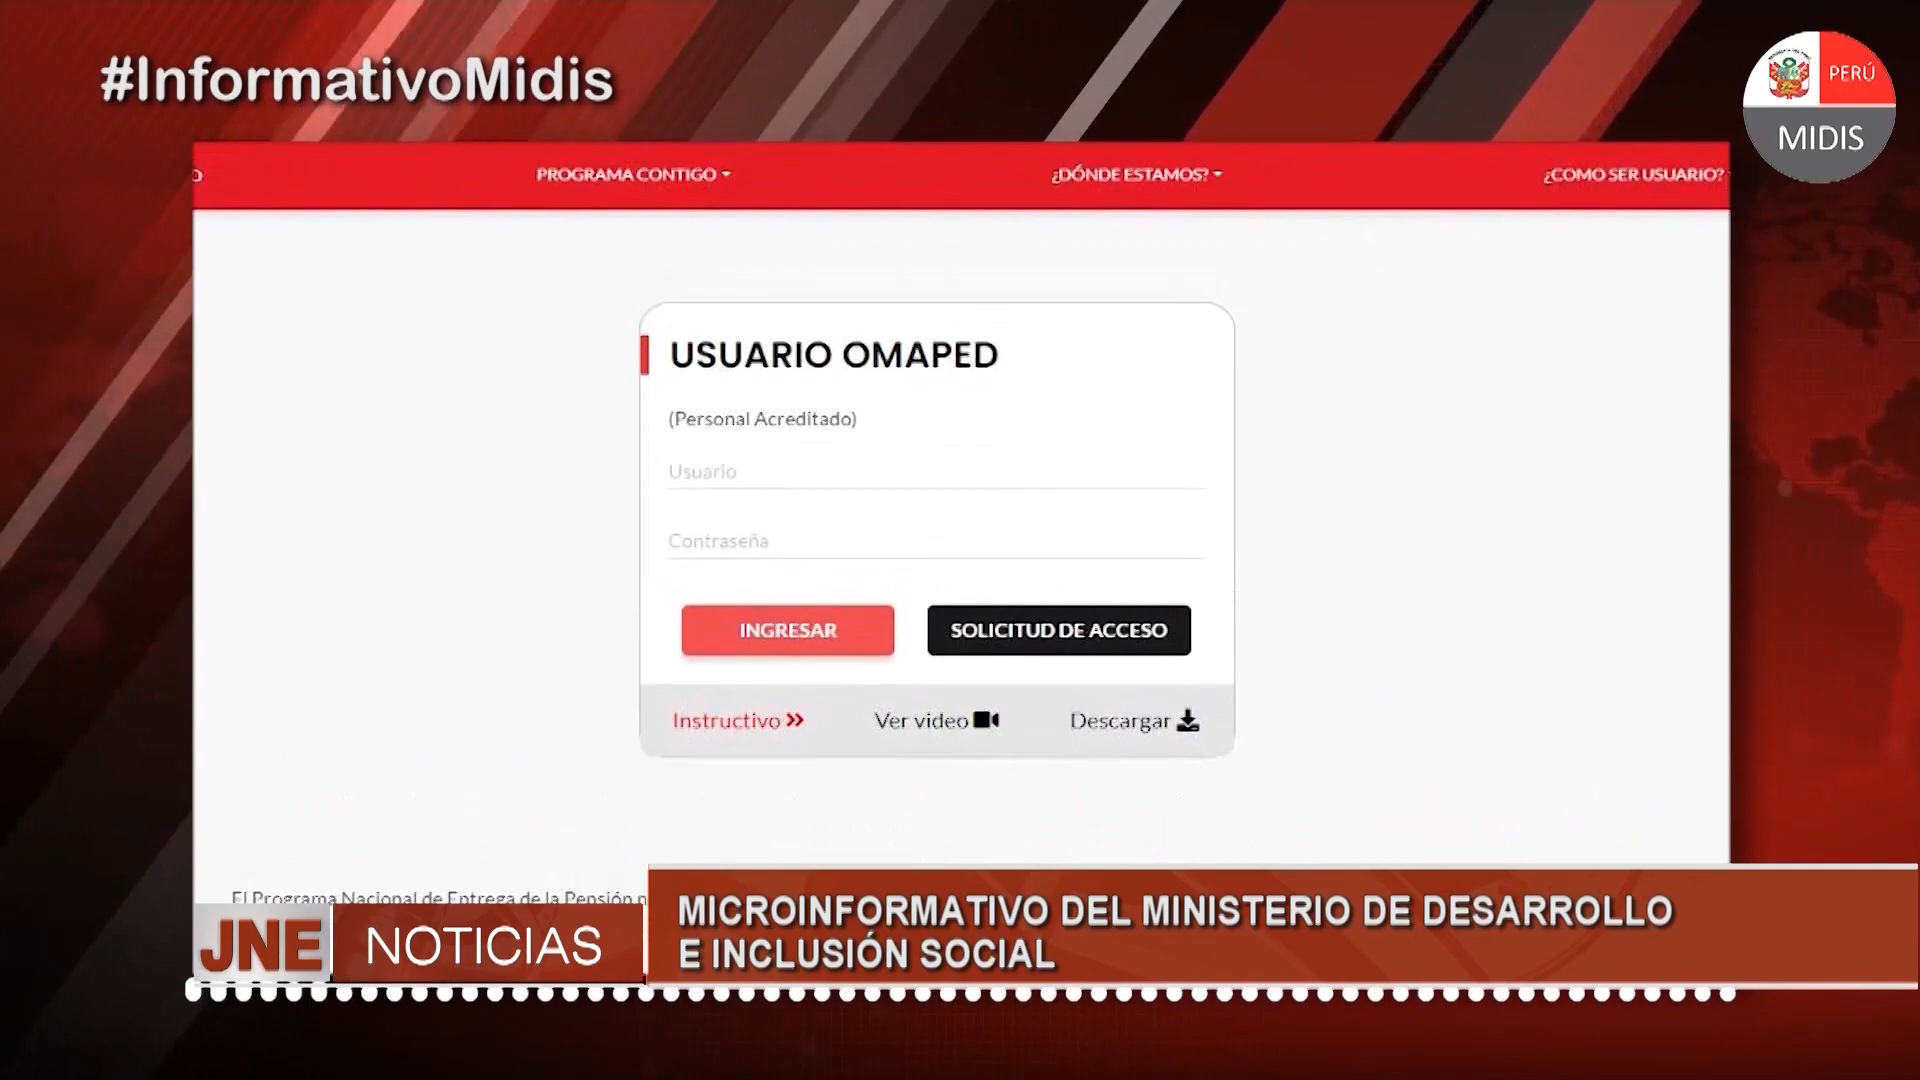 #InformativoMidis
PERÚ
MIDIS
PROGRAMA CONTIGO
¿DÓNDE ESTAMOS?
¿COMO SER USUARIO?
USUARIO OMAPED
(Personal Acreditado)
Usuario
Contraseña
INGRESAR
SOLICITUD DE ACCESO
Instructivo
Ver video
Descargar
El Programa Nacional de Entrega de la Pensión
JNE NOTICIAS
MICROINFORMATIVO DEL MINISTERIO DE DESARROLLO
E INCLUSIÓN SOCIAL